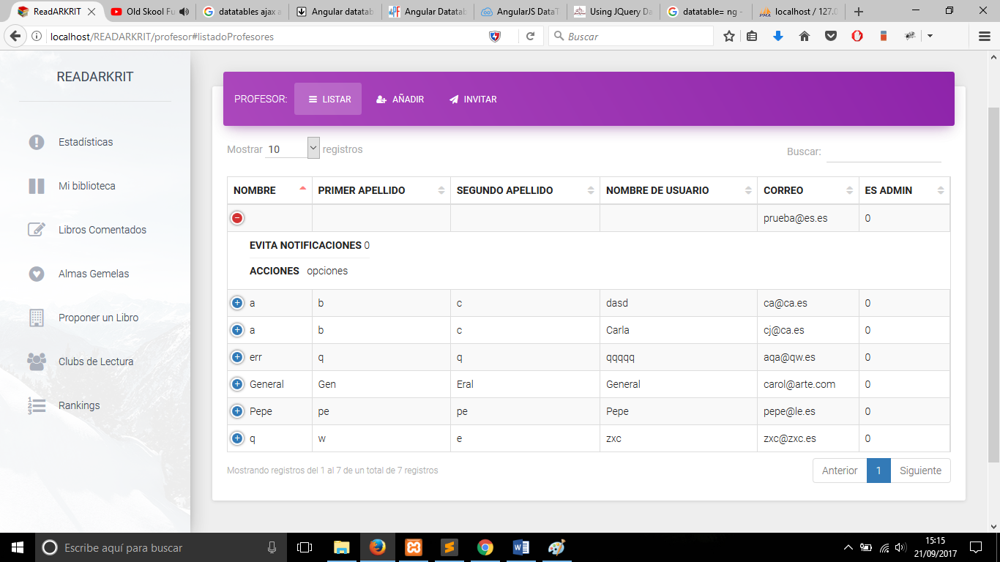 ReadARKRIT
Old Skool Fu
datatables ajax a
Angular datatab
Angular Datatab
AngularJS DataT
Using JQuery Da
datatable= ng -
localhost / 127.0
localhost/READARKRIT/profesor#listadoProfesores
Buscar
READARKRIT
Estadísticas
Mi biblioteca
Libros Comentados
Almas Gemelas
Proponer un Libro
Clubs de Lectura
Rankings
PROFESOR: LISTAR AÑADIR INVITAR
Mostrar 10 registros
Buscar:
NOMBRE PRIMER APELLIDO SEGUNDO APELLIDO NOMBRE DE USUARIO CORREO ES ADMIN
prueba@es.es 0
EVITA NOTIFICACIONES 0
ACCIONES opciones
a b c dasd ca@ca.es 0
a b c Carla cj@ca.es 0
err q q qqqqq aqa@qw.es 0
General Gen Eral General carol@arte.com 0
Pepe pe pe Pepe pepe@le.es 0
q w e zxc zxc@zxc.es 0
Mostrando registros del 1 al 7 de un total de 7 registros
Anterior 1 Siguiente
Escribe aquí para buscar
15:15
21/09/2017